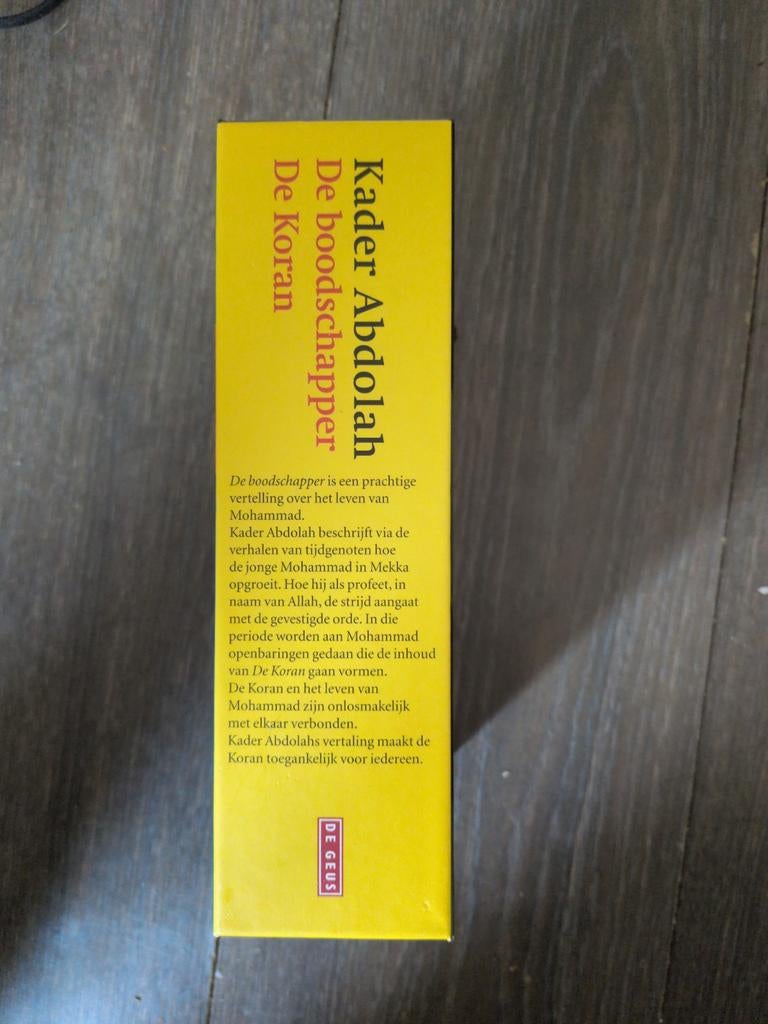 Kader Abdolah
De boodschapper
De Koran
De boodschapper is een prachtige
vertelling over het leven van
Mohammad.
Kader Abdolah beschrijft via de
verhalen van tijdgenoten hoe
de jonge Mohammad in Mekka
opgroeit. Hoe hij als profeet, in
naam van Allah, de strijd aangaat
met de gevestigde orde. In die
periode worden aan Mohammad
openbaringen gedaan die de inhoud
van De Koran gaan vormen.
De Koran en het leven van
Mohammad zijn onlosmakelijk
met elkaar verbonden.
Kader Abdolahs vertaling maakt de
Koran toegankelijk voor iedereen.
DE GEUS